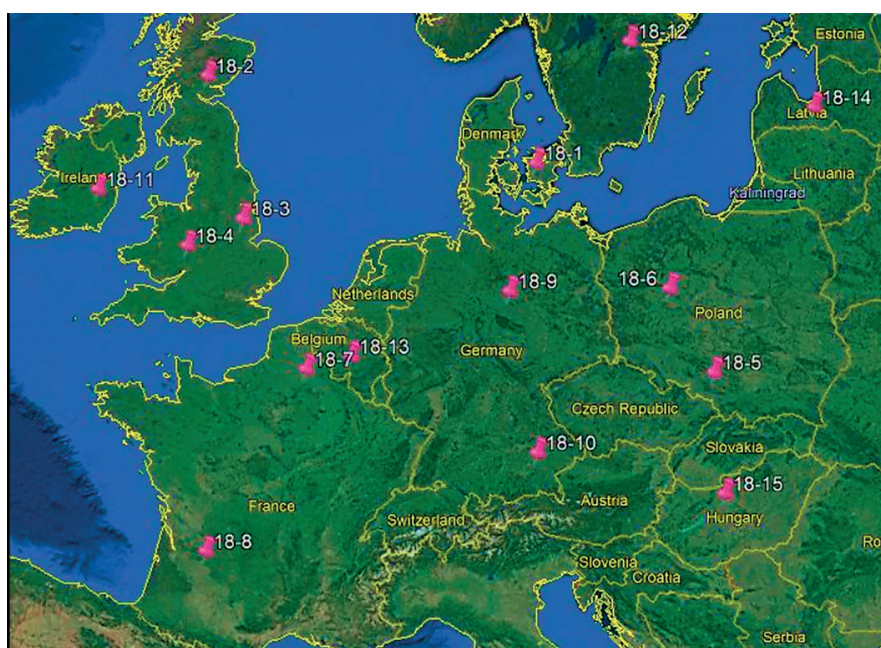 18-12
Estonia
18-2
18-14
Latvia
Denmark
18-1
Lithuania
Ireland
18-11
Kaliningrad
18-3
18-4
18-9
18-6
Netherlands
Poland
Belgium
18-13
18-7
Germany
18-5
Czech Republic
18-10
Slovakia
18-15
Austria
France
Hungary
Switzerland
Ro
18-8
Slovenia
Croatia
Serbia